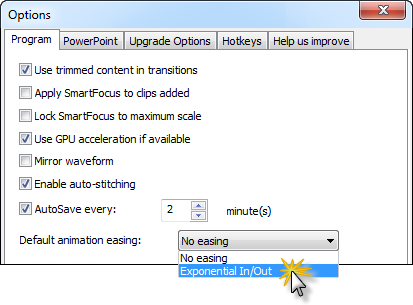 Options
Program PowerPoint Upgrade Options Hotkeys Help us improve
Use trimmed content in transitions
Apply SmartFocus to clips added
Lock SmartFocus to maximum scale
Use GPU acceleration if available
Mirror waveform
Enable auto-stitching
AutoSave every: 2 minute(s)
Default animation easing: No easing
No easing
Exponential In/Out